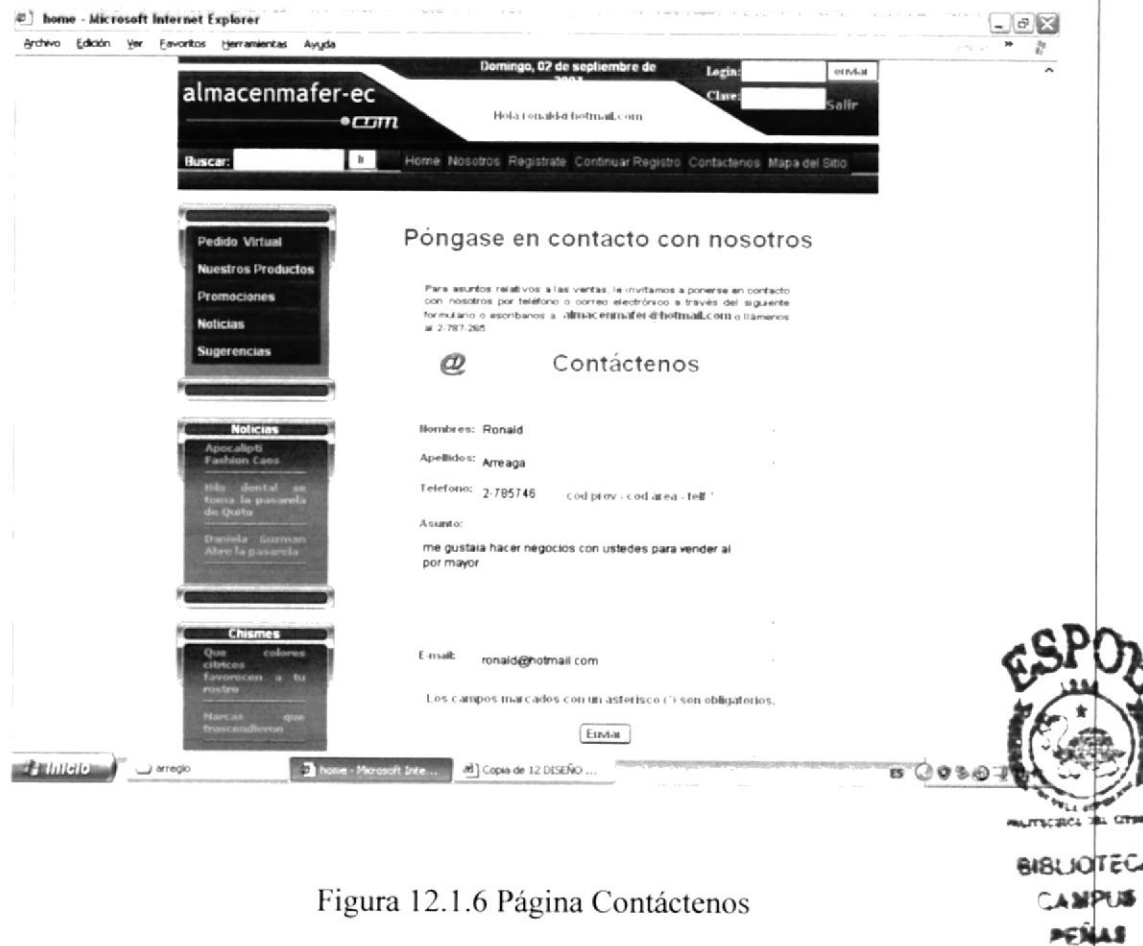 home - Microsoft Internet Explorer
Archivo Edición Ver Favoritos Herramientas Ayuda
Domingo, 02 de septiembre de
Login:
enviar
almacenmafer-ec
.com
Clave:
Salir
Hola ronald@hotmail.com
Buscar:
Ir
Home Nosotros Registrate Continuar Registro Contactenos Mapa del Sitio
Pedido Virtual
Nuestros Productos
Promociones
Noticias
Sugerencias
Póngase en contacto con nosotros
Para asuntos relativos a las ventas, le invitamos a ponerse en contacto
con nosotros por teléfono o correo electrónico a través del siguiente
formulario o escribanos a almacenmafer@hotmail.com o llámenos
al 2-787-265
@ Contáctenos
Noticias
Apocalipti
Fashion Caos
Hilo dental se
toma la pasarela
de Quito
Daniela Guzman
Abre la pasarela
Nombres: Ronald
Apellidos: Arreaga
Telefono: 2-785746 cod prov - cod area - telf *
Asunto:
me gustaia hacer negocios con ustedes para vender al
por mayor
Chismes
Que colores
citricos
favorecen a tu
rostro
Marcas que
trascendieron
E-mail: ronald@hotmail com
Los campos marcados con un asterisco (*) son obligatorios.
Enviar
Inicio
arreglo
home - Microsoft Inte...
Copia de 12 DISEÑO ...
ES
ESPOL
BIBLIOTECA
CAMPUS
PEÑAS
Figura 12.1.6 Página Contáctenos